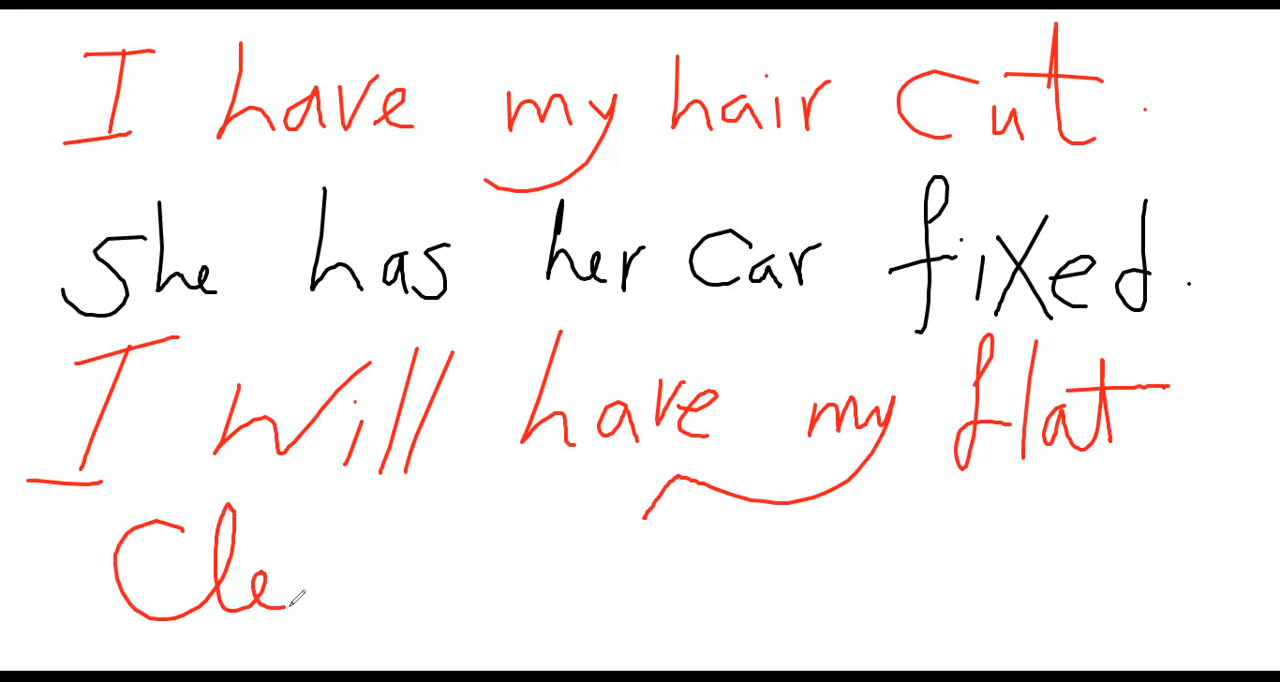 I have my hair cut.
She has her car fixed.
I will have my flat
Cle